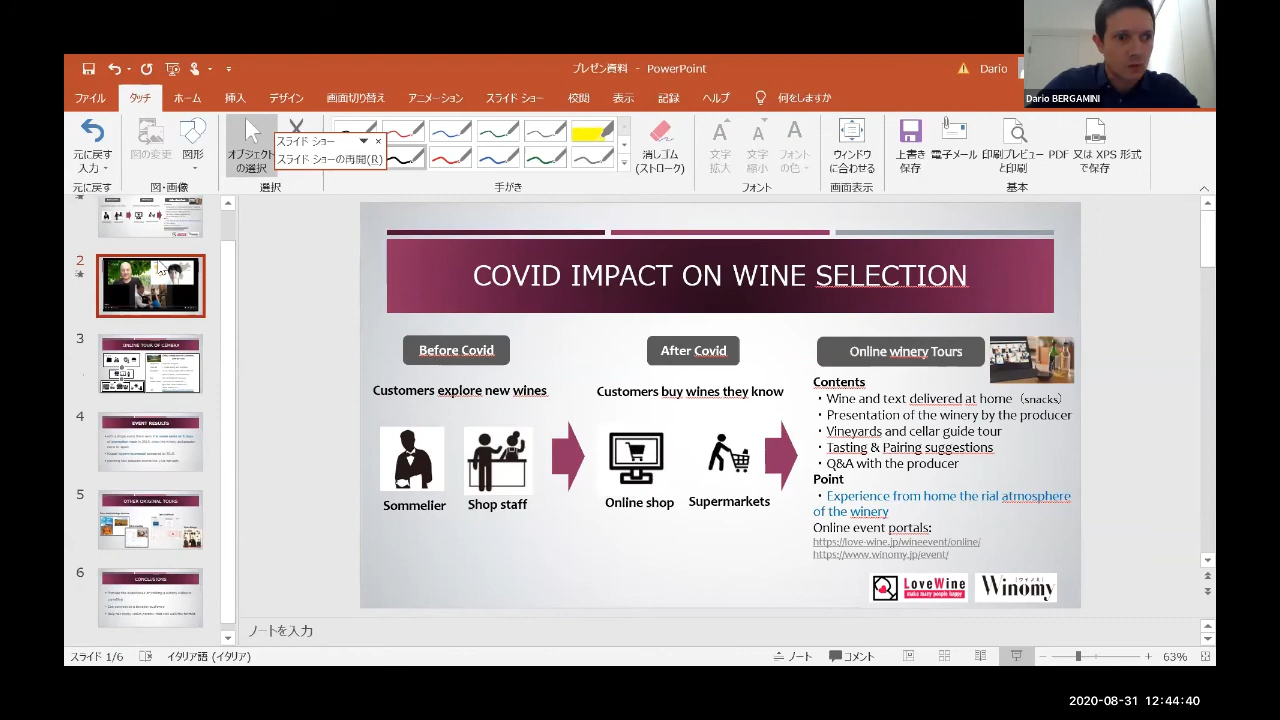 プレゼン資料 - PowerPoint
Dario
Dario BERGAMINI
ファイル タッチ ホーム 挿入 デザイン 画面切り替え アニメーション スライド ショー 校閲 表示 記録 ヘルプ 何をしますか
スライド ショー
スライド ショーの再開(R)
元に戻す
入力
図の変更
図形
オブジェクト
の選択
消しゴム
(ストローク)
文字
拡大
文字
縮小
フォント
の色
ウィンドウ
に合わせる
上書き
保存
電子メール
印刷プレビュー
と印刷
PDF 又は XPS 形式
で保存
元に戻す
図・画像
選択
手がき
フォント
画面表示
基本
2
3
ONLINE TOUR OF CEMBRA
4
EVENT RESULTS
5
OTHER ORIGINAL TOURS
6
CONCLUSIONS
COVID IMPACT ON WINE SELECTION
Before Covid
After Covid
Online winery Tours
Customers explore new wines
Customers buy wines they know
Sommelier
Shop staff
Online shop
Supermarkets
Contents
・Wine and text delivered at home（snacks）
・Presentation of the winery by the producer
・Vineyards and cellar guide tour
・Tasting & Pairing suggestions
・Q&A with the producer
Point
・Experience from home the rial atmosphere
of the winery
Online event portals:
https://love-wine.jp/wineevent/online/
https://www.winomy.jp/event/
LoveWine
make many people happy
ワイノミ
Winomy
ノートを入力
スライド 1/6
イタリア語 (イタリア)
ノート
コメント
63%
2020-08-31 12:44:40